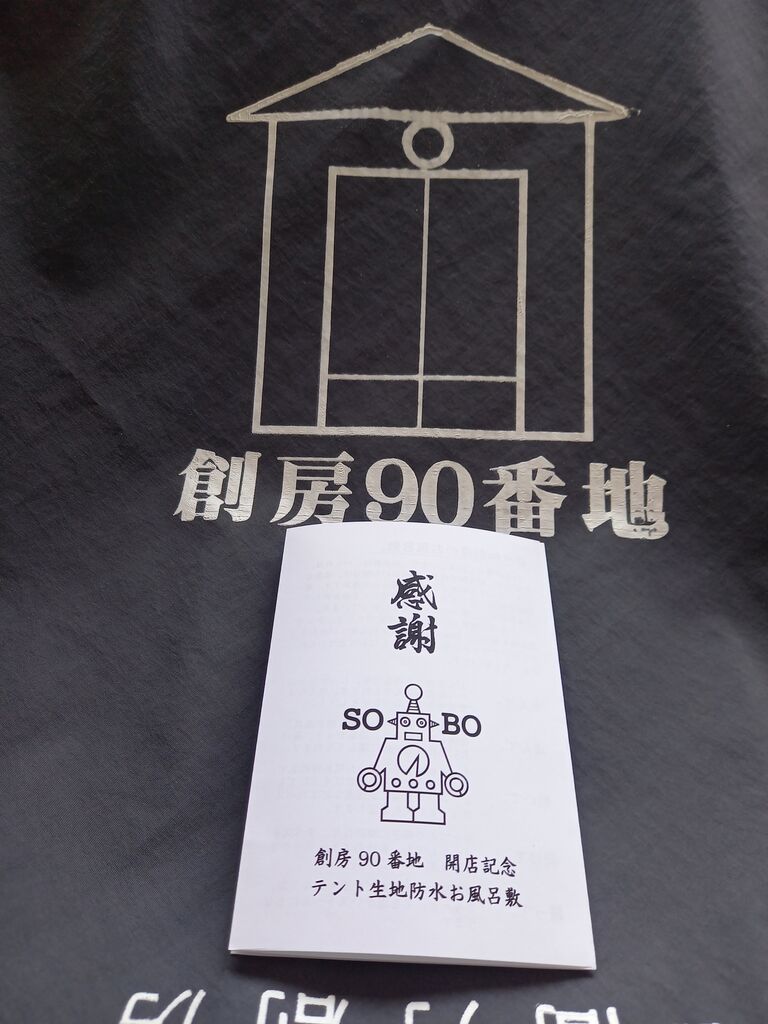 創房90番地
感謝
SO BO
創房90番地 開店記念
テント生地防水お風呂敷